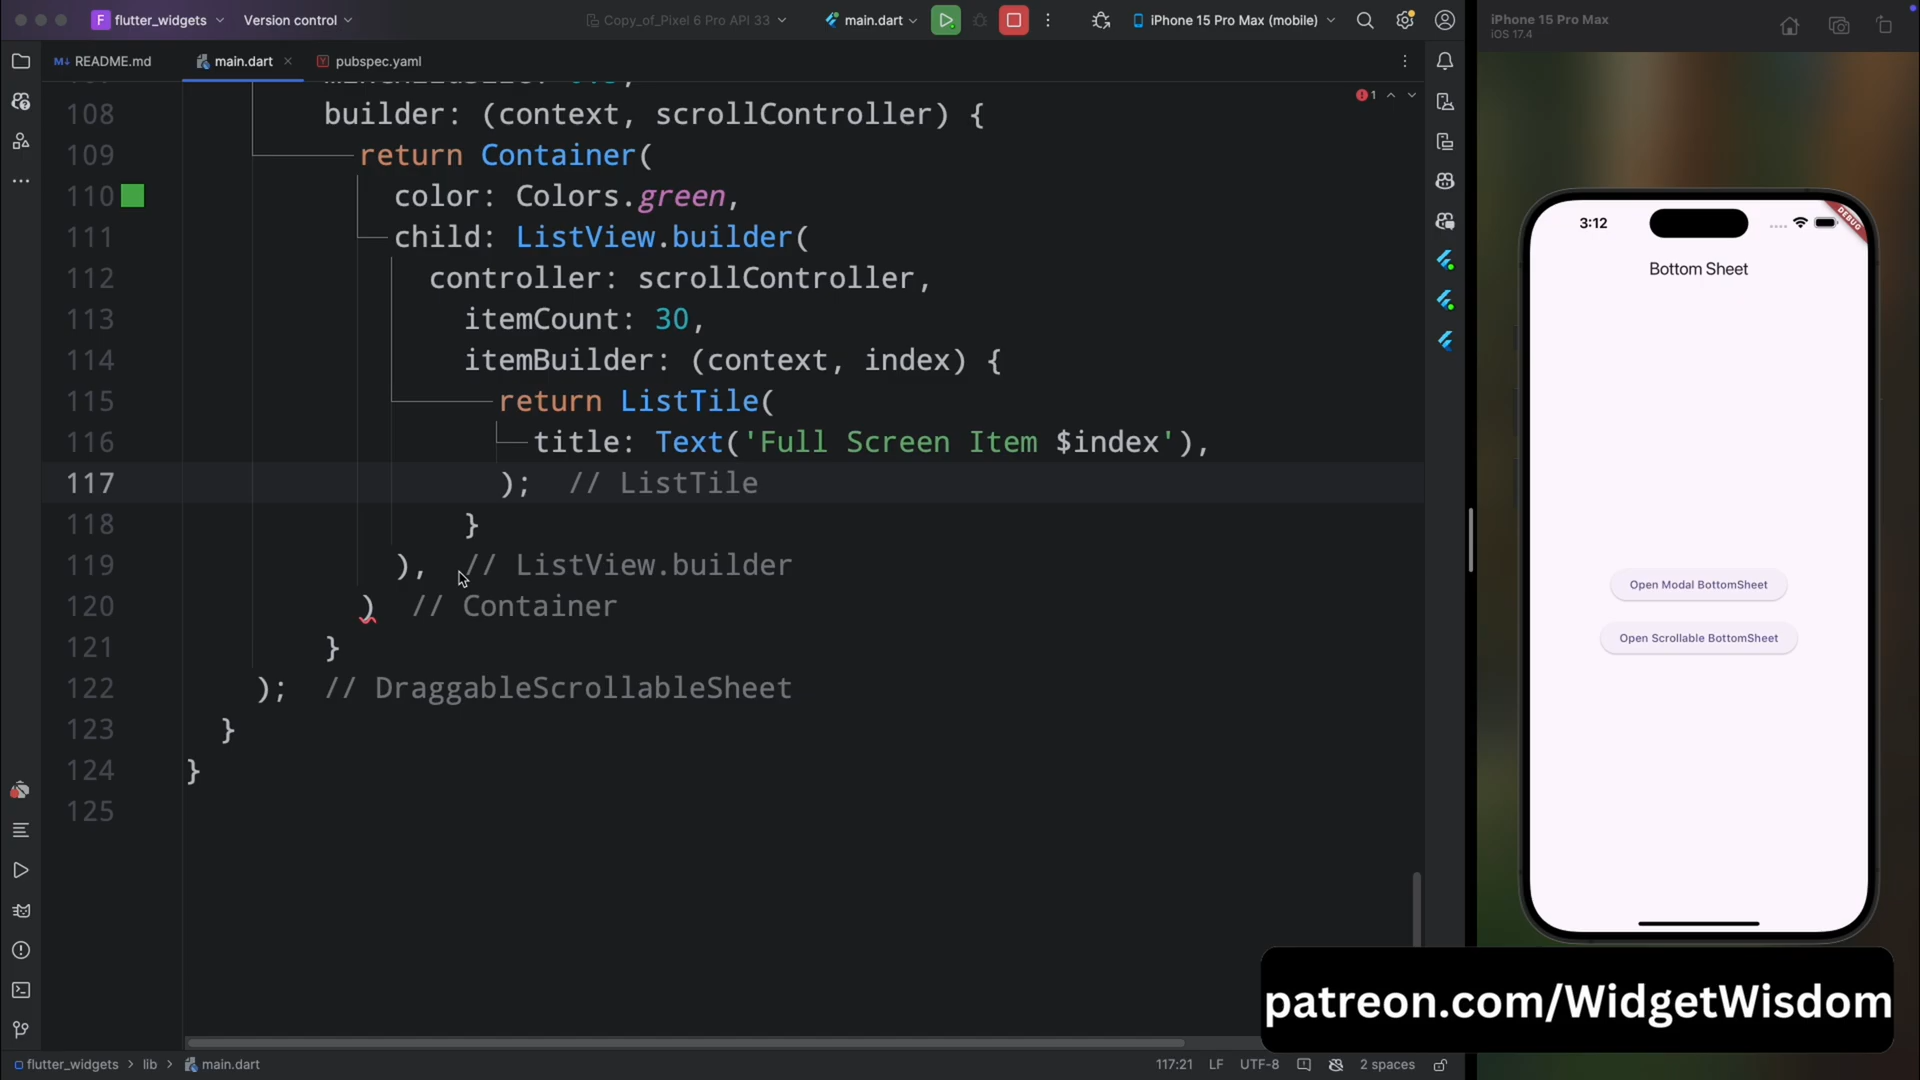 flutter_widgets
Version control
Copy_of_Pixel 6 Pro API 33
main.dart
iPhone 15 Pro Max (mobile)
README.md
main.dart
pubspec.yaml
1
108 builder: (context, scrollController) {
109 return Container(
110 color: Colors.green,
111 child: ListView.builder(
112 controller: scrollController,
113 itemCount: 30,
114 itemBuilder: (context, index) {
115 return ListTile(
116 title: Text('Full Screen Item $index'),
117 ); // ListTile
118 }
119 ), // ListView.builder
120 ) // Container
121 }
122 ); // DraggableScrollableSheet
123 }
124 }
125
flutter_widgets > lib > main.dart
117:21 LF UTF-8 2 spaces
iPhone 15 Pro Max
iOS 17.4
3:12
DEBUG
Bottom Sheet
Open Modal BottomSheet
Open Scrollable BottomSheet
patreon.com/WidgetWisdom